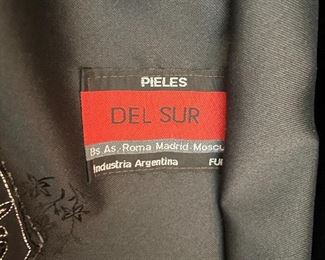 PIELES
DEL SUR
Bs. As. Roma Madrid Moscu
Industria Argentina FUR